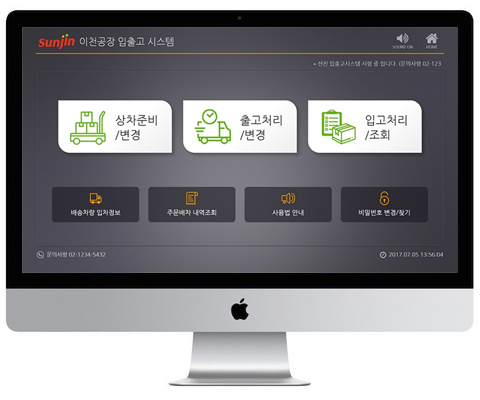 sunjin 이천공장 입출고 시스템
SOUND ON
HOME
• 선진 입출고시스템 시험 중 입니다. (문의사항 02-123
상차준비
/변경
출고처리
/변경
입고처리
/조회
배송차량 입차정보
주문배차 내역조회
사용법 안내
비밀번호 변경/찾기
문의사항 02-1234-5432
2017.07.05 13:56:04